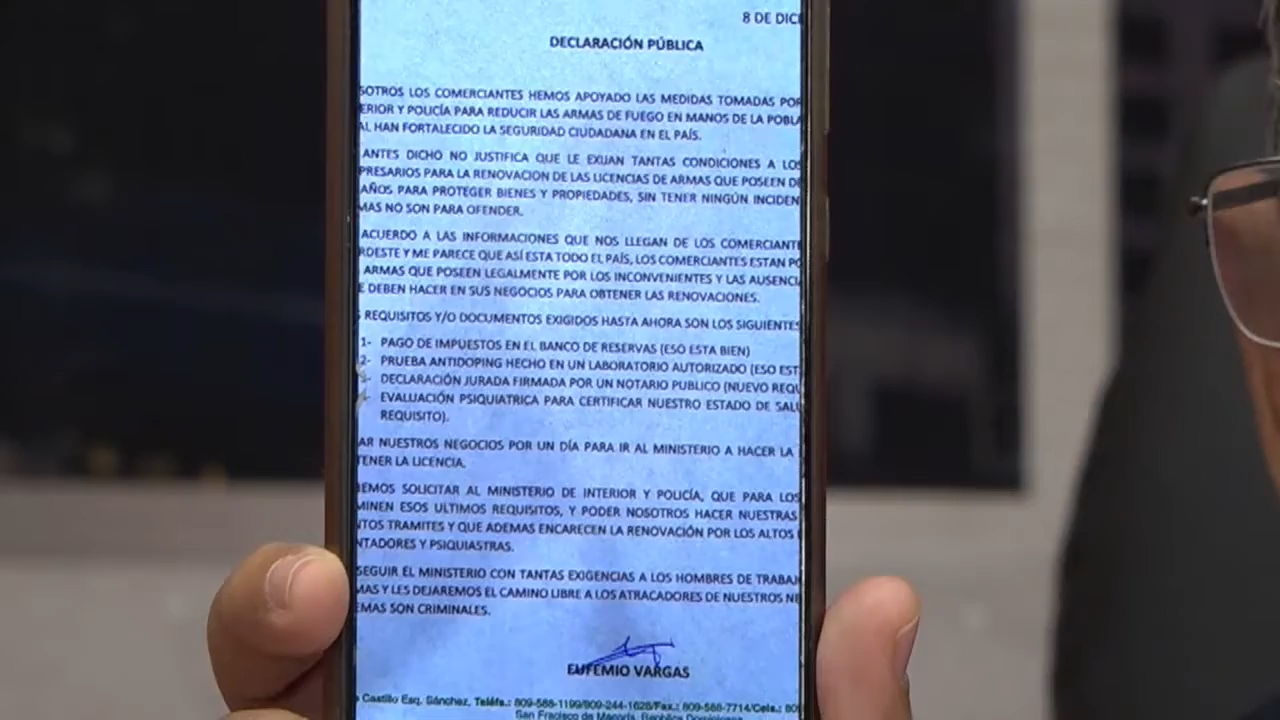 8 DE DICI
DECLARACIÓN PÚBLICA
SOTROS LOS COMERCIANTES HEMOS APOYADO LAS MEDIDAS TOMADAS POR
ERIOR Y POLICÍA PARA REDUCIR LAS ARMAS DE FUEGO EN MANOS DE LA POBLA
AL HAN FORTALECIDO LA SEGURIDAD CIUDADANA EN EL PAÍS.
ANTES DICHO NO JUSTIFICA QUE LE EXIJAN TANTAS CONDICIONES A LOS
PRESARIOS PARA LA RENOVACION DE LAS LICENCIAS DE ARMAS QUE POSEEN DE
AÑOS PARA PROTEGER BIENES Y PROPIEDADES, SIN TENER NINGÚN INCIDEN
MAS NO SON PARA OFENDER.
ACUERDO A LAS INFORMACIONES QUE NOS LLEGAN DE LOS COMERCIANTE
RDESTE Y ME PARECE QUE ASÍ ESTA TODO EL PAÍS, LOS COMERCIANTES ESTAN PO
ARMAS QUE POSEEN LEGALMENTE POR LOS INCONVENIENTES Y LAS AUSENCIA
E DEBEN HACER EN SUS NEGOCIOS PARA OBTENER LAS RENOVACIONES.
S REQUISITOS Y/O DOCUMENTOS EXIGIDOS HASTA AHORA SON LOS SIGUIENTES
1- PAGO DE IMPUESTOS EN EL BANCO DE RESERVAS (ESO ESTA BIEN)
2- PRUEBA ANTIDOPING HECHO EN UN LABORATORIO AUTORIZADO (ESO EST
3- DECLARACIÓN JURADA FIRMADA POR UN NOTARIO PUBLICO (NUEVO REQU
EVALUACIÓN PSIQUIATRICA PARA CERTIFICAR NUESTRO ESTADO DE SALU
REQUISITO).
AR NUESTROS NEGOCIOS POR UN DÍA PARA IR AL MINISTERIO A HACER LA
TENER LA LICENCIA.
EMOS SOLICITAR AL MINISTERIO DE INTERIOR Y POLICÍA, QUE PARA LOS
MINEN ESOS ULTIMOS REQUISITOS, Y PODER NOSOTROS HACER NUESTRAS
NTOS TRAMITES Y QUE ADEMAS ENCARECEN LA RENOVACIÓN POR LOS ALTOS
NTADORES Y PSIQUIASTRAS.
SEGUIR EL MINISTERIO CON TANTAS EXIGENCIAS A LOS HOMBRES DE TRABAJ
MAS Y LES DEJAREMOS EL CAMINO LIBRE A LOS ATRACADORES DE NUESTROS NE
EMAS SON CRIMINALES.
EUFEMIO VARGAS
Castillo Esq. Sánchez, Teléfs.: 809-588-1199/809-244-1628/Fax.: 809-588-7714/Cels.: 80
San Francisco de Macorís, República Dominicana